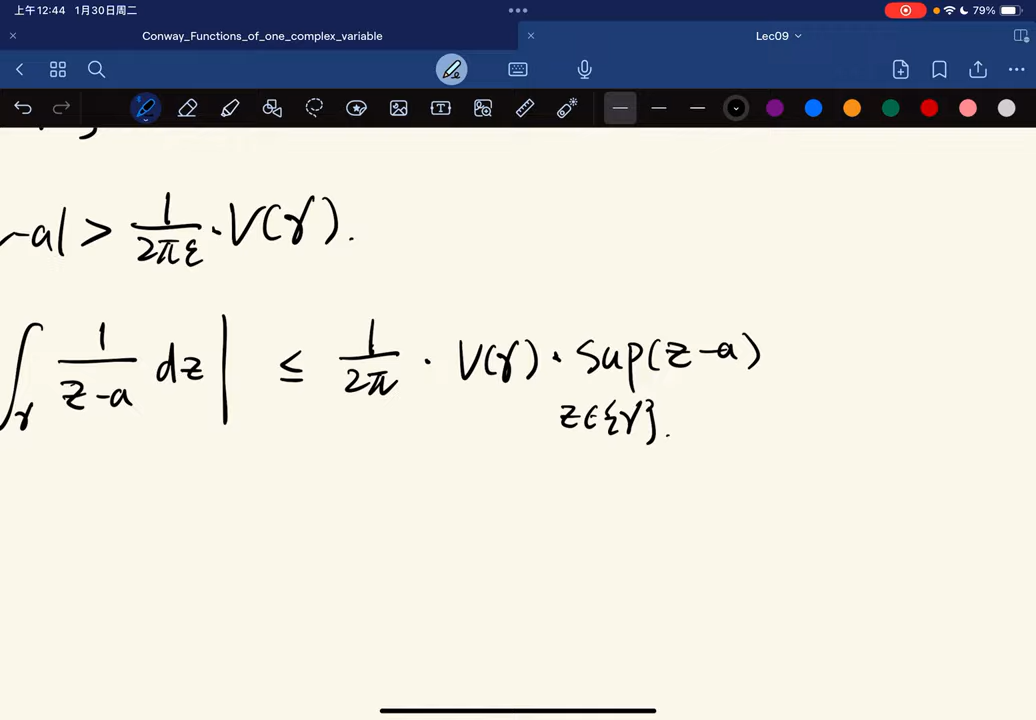 上午12:44 1月30日周二
79%
Conway_Functions_of_one_complex_variable
Lec09
-a| > 1/2πε · V(γ).
∫_γ 1/z-a dz | ≤ 1/2π · V(γ) · Sup(z-a)
z∈{γ}.